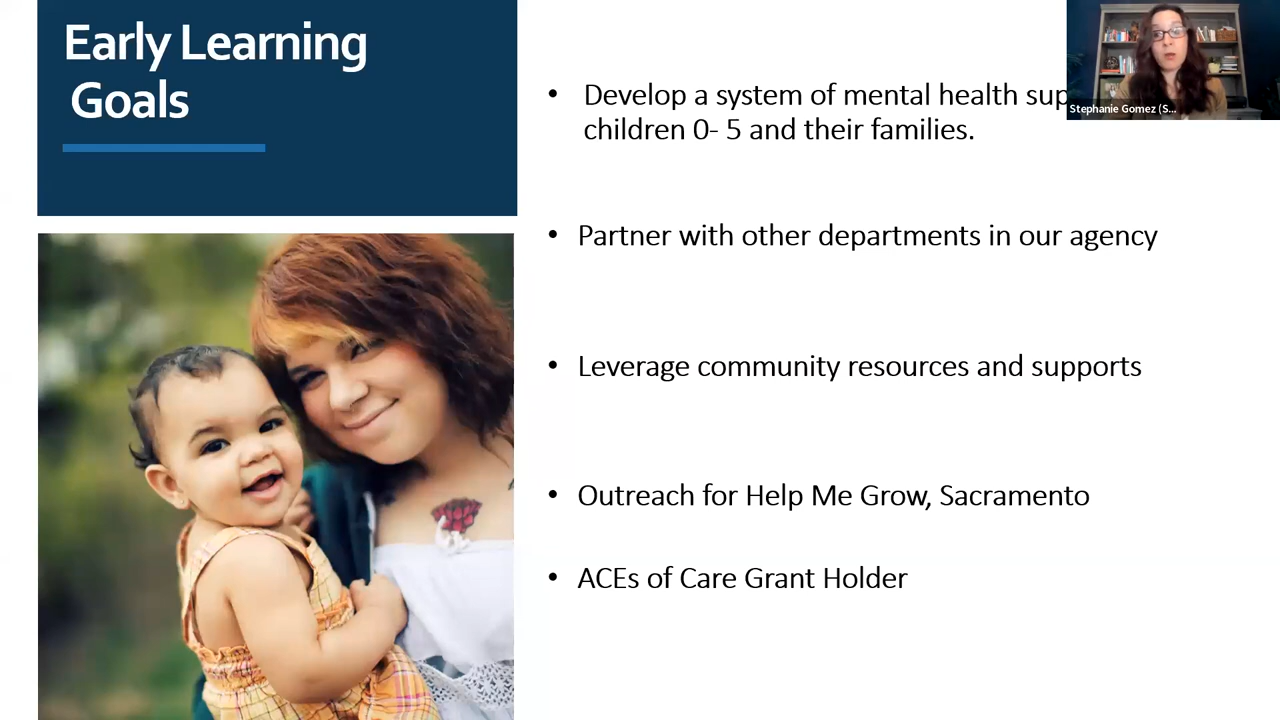 Early Learning
Goals
• Develop a system of mental health
children 0- 5 and their families.
• Partner with other departments in our agency
• Leverage community resources and supports
• Outreach for Help Me Grow, Sacramento
• ACEs of Care Grant Holder
Stephanie Gomez (S...